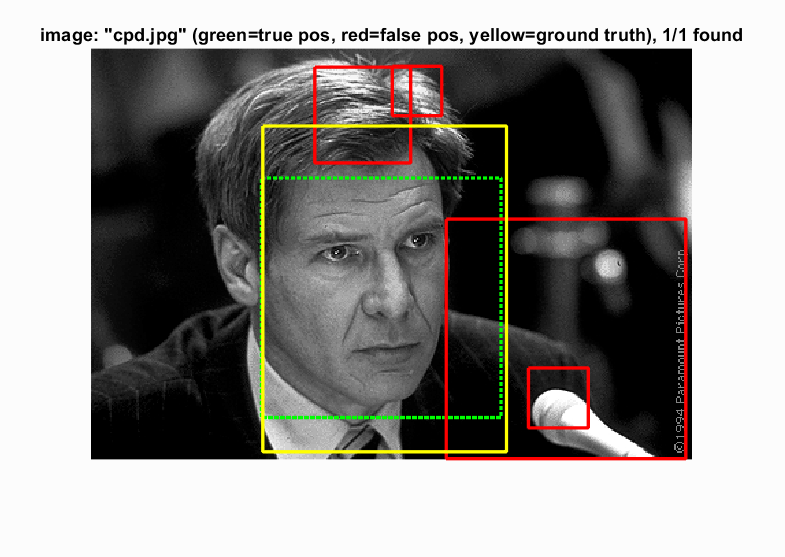 image: "cpd.jpg" (green=true pos, red=false pos, yellow=ground truth), 1/1 found
©1994 Paramount Pictures Corp